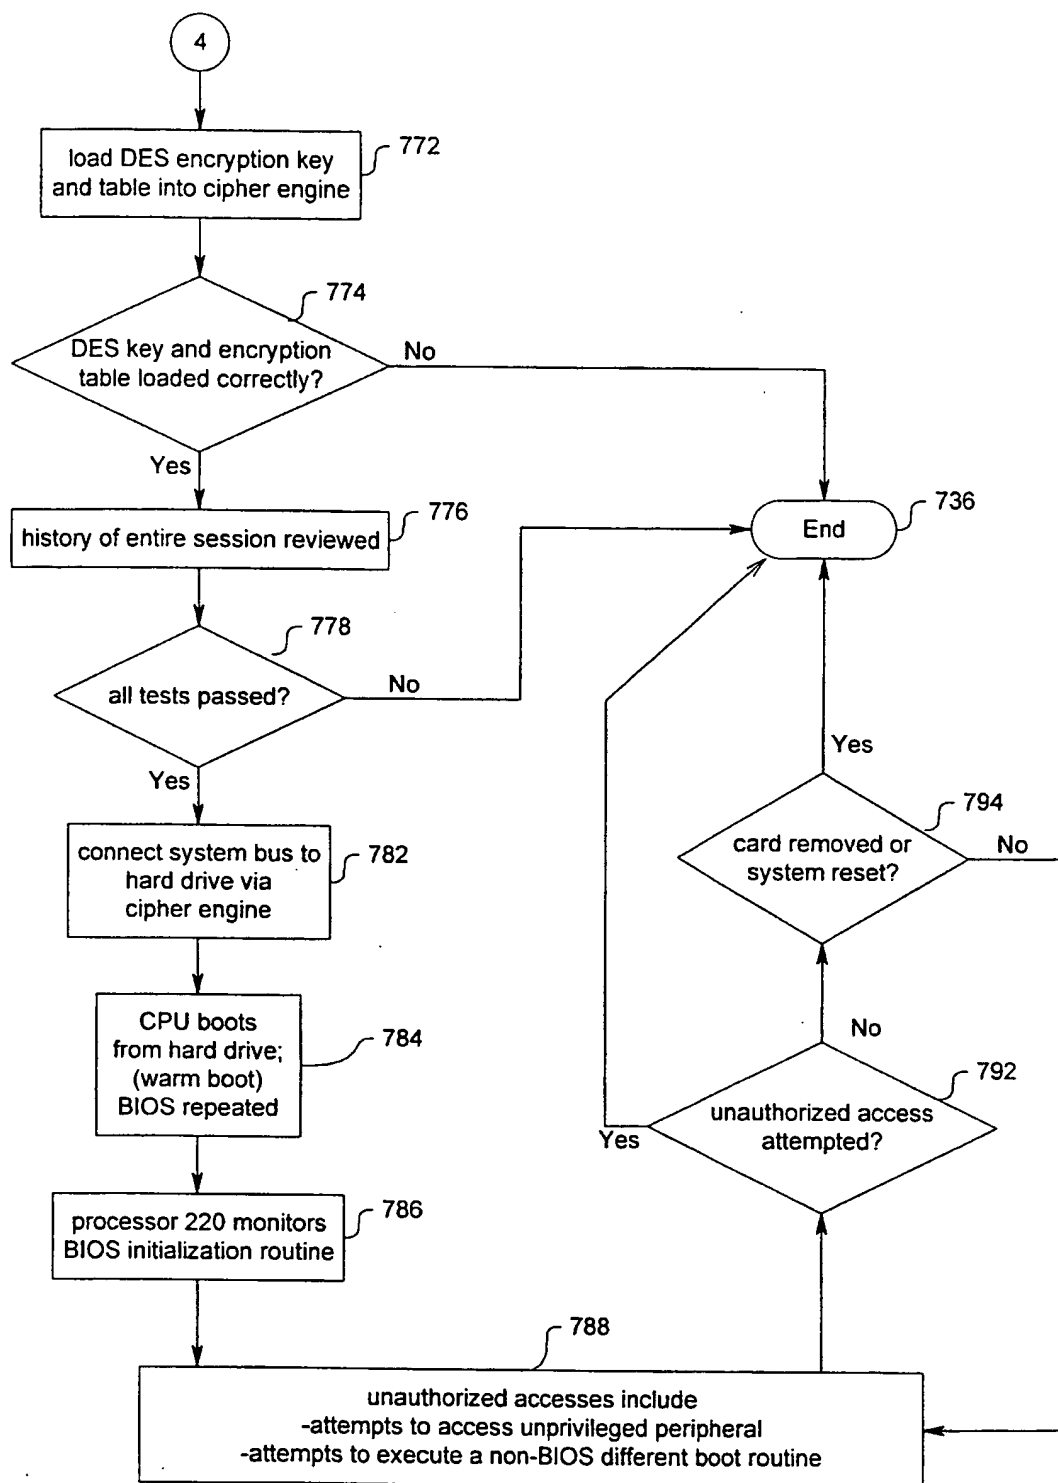 4
load DES encryption key
and table into cipher engine
772
774
DES key and encryption
table loaded correctly?
No
Yes
history of entire session reviewed
776
End
736
778
all tests passed?
No
Yes
connect system bus to
hard drive via
cipher engine
782
CPU boots
from hard drive;
(warm boot)
BIOS repeated
784
processor 220 monitors
BIOS initialization routine
786
788
unauthorized accesses include
-attempts to access unprivileged peripheral
-attempts to execute a non-BIOS different boot routine
792
unauthorized access
attempted?
Yes
No
794
card removed or
system reset?
Yes
No